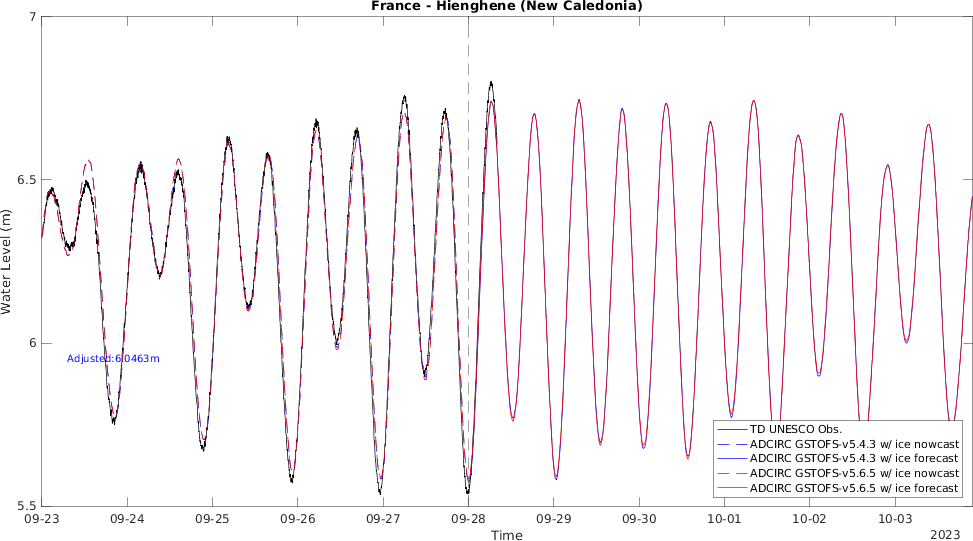 France - Hienghene (New Caledonia)
7
6.5
6
5.5
Water Level (m)
Adjusted:6.0463m
TD UNESCO Obs.
ADCIRC GSTOFS-v5.4.3 w/ ice nowcast
ADCIRC GSTOFS-v5.4.3 w/ ice forecast
ADCIRC GSTOFS-v5.6.5 w/ ice nowcast
ADCIRC GSTOFS-v5.6.5 w/ ice forecast
09-23 09-24 09-25 09-26 09-27 09-28 09-29 09-30 10-01 10-02 10-03
Time
2023